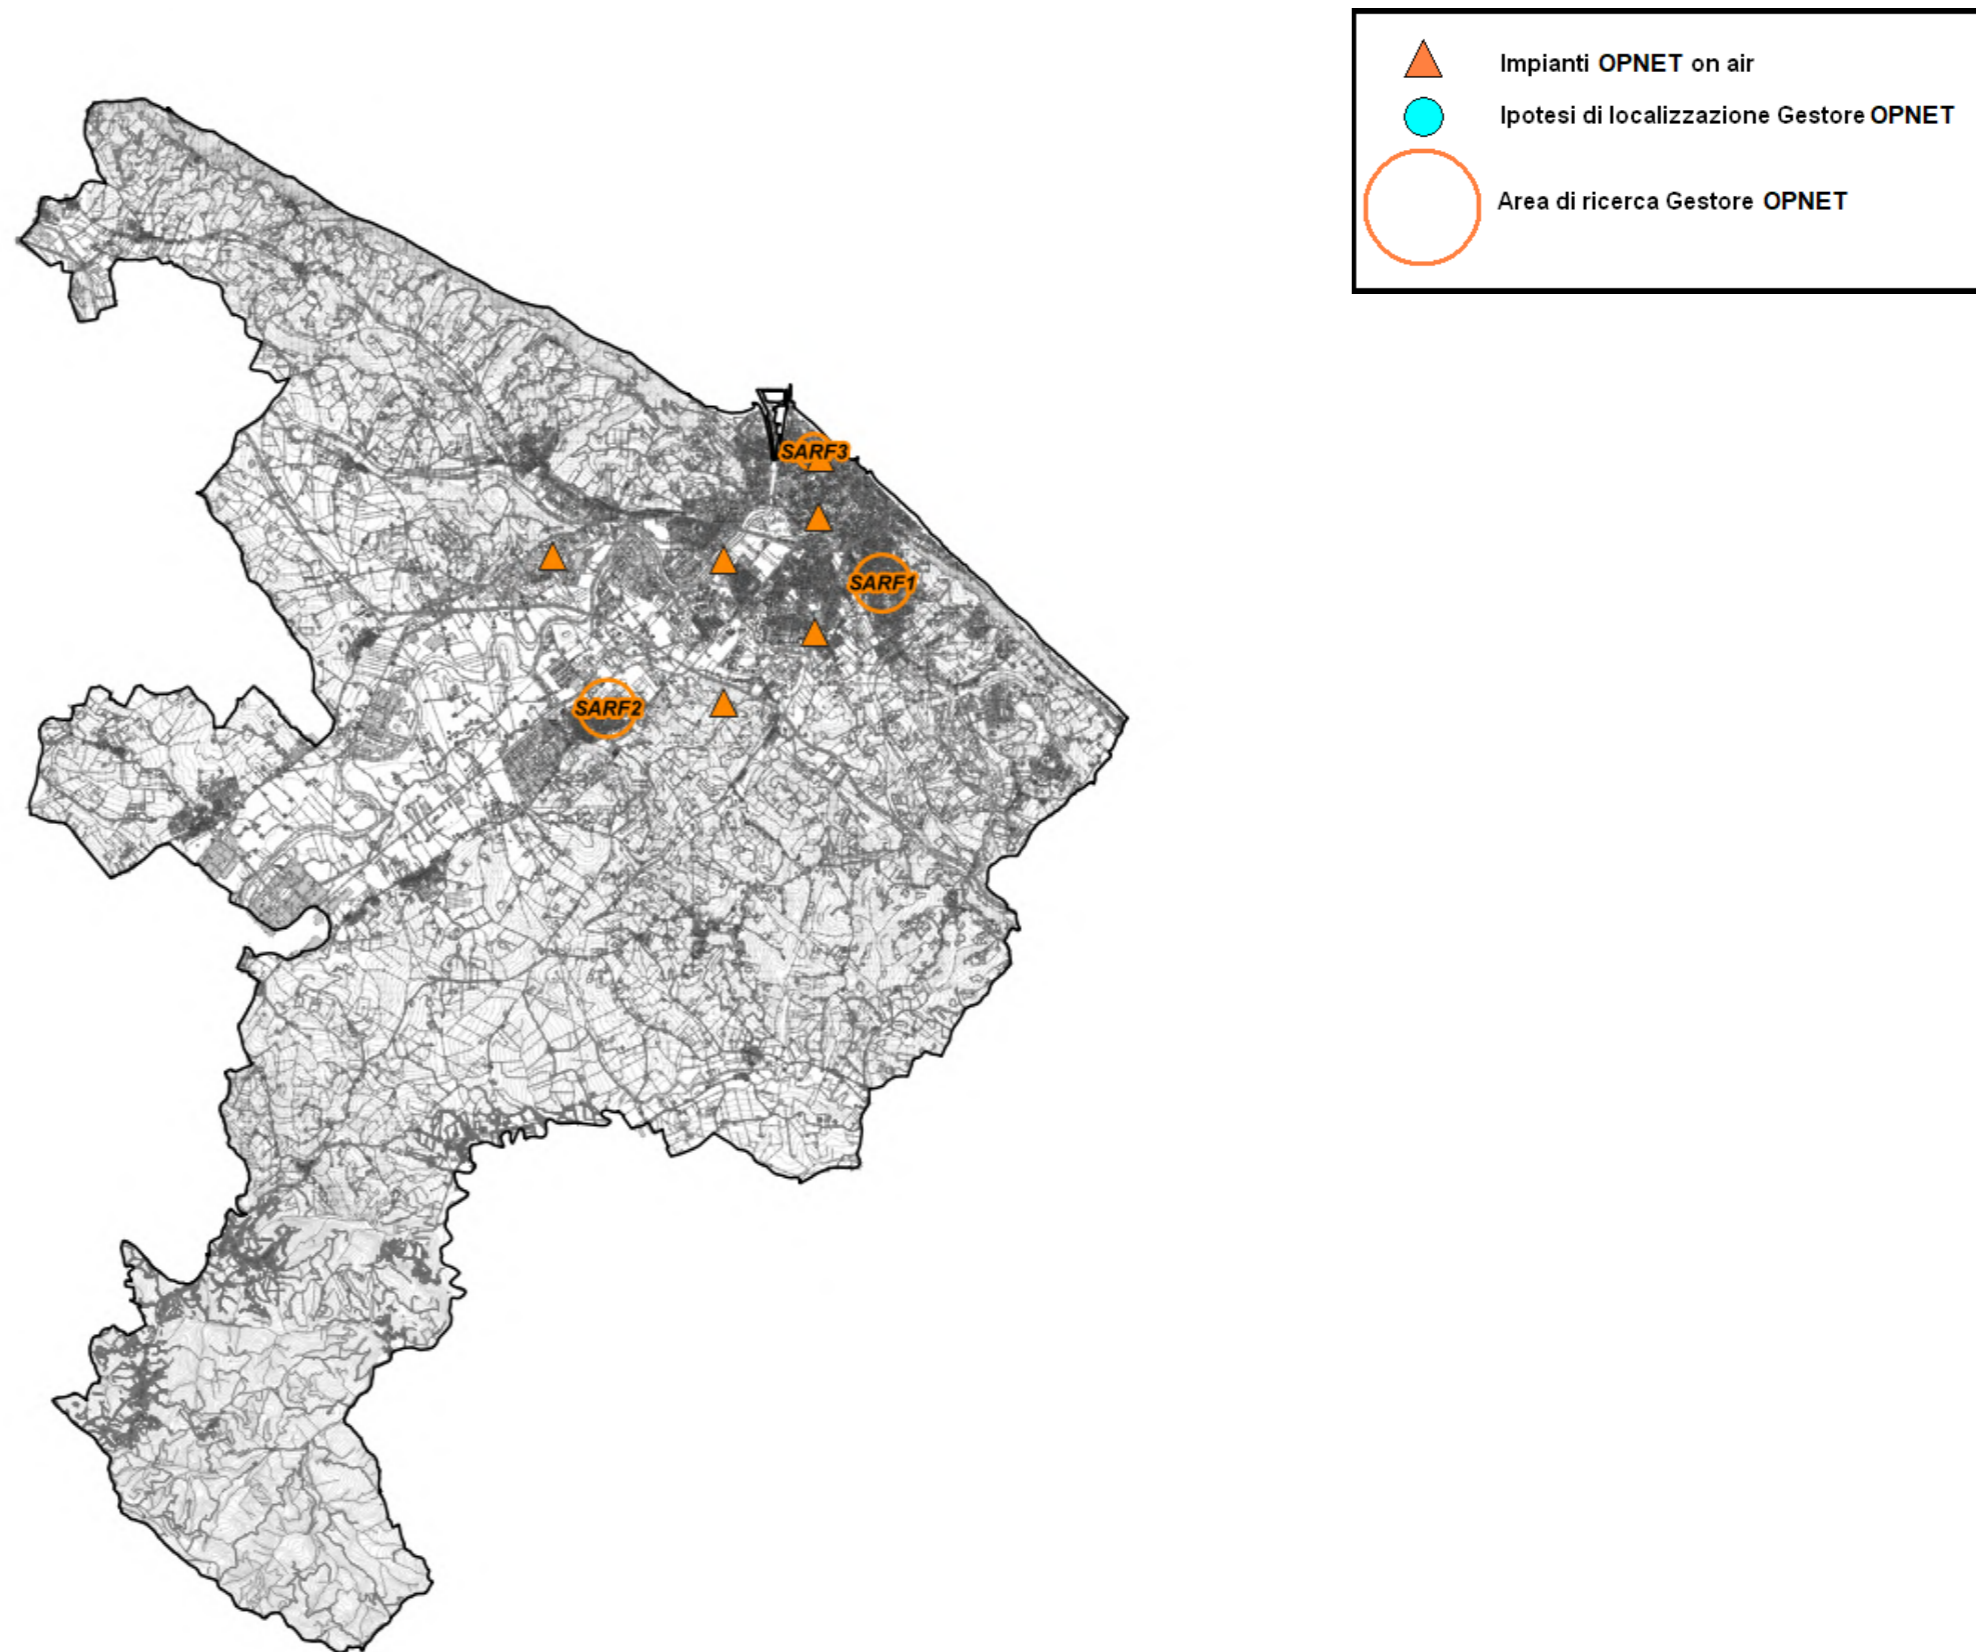 Impianti OPNET on air
Ipotesi di localizzazione Gestore OPNET
Area di ricerca Gestore OPNET
SARF3
SARF1
SARF2